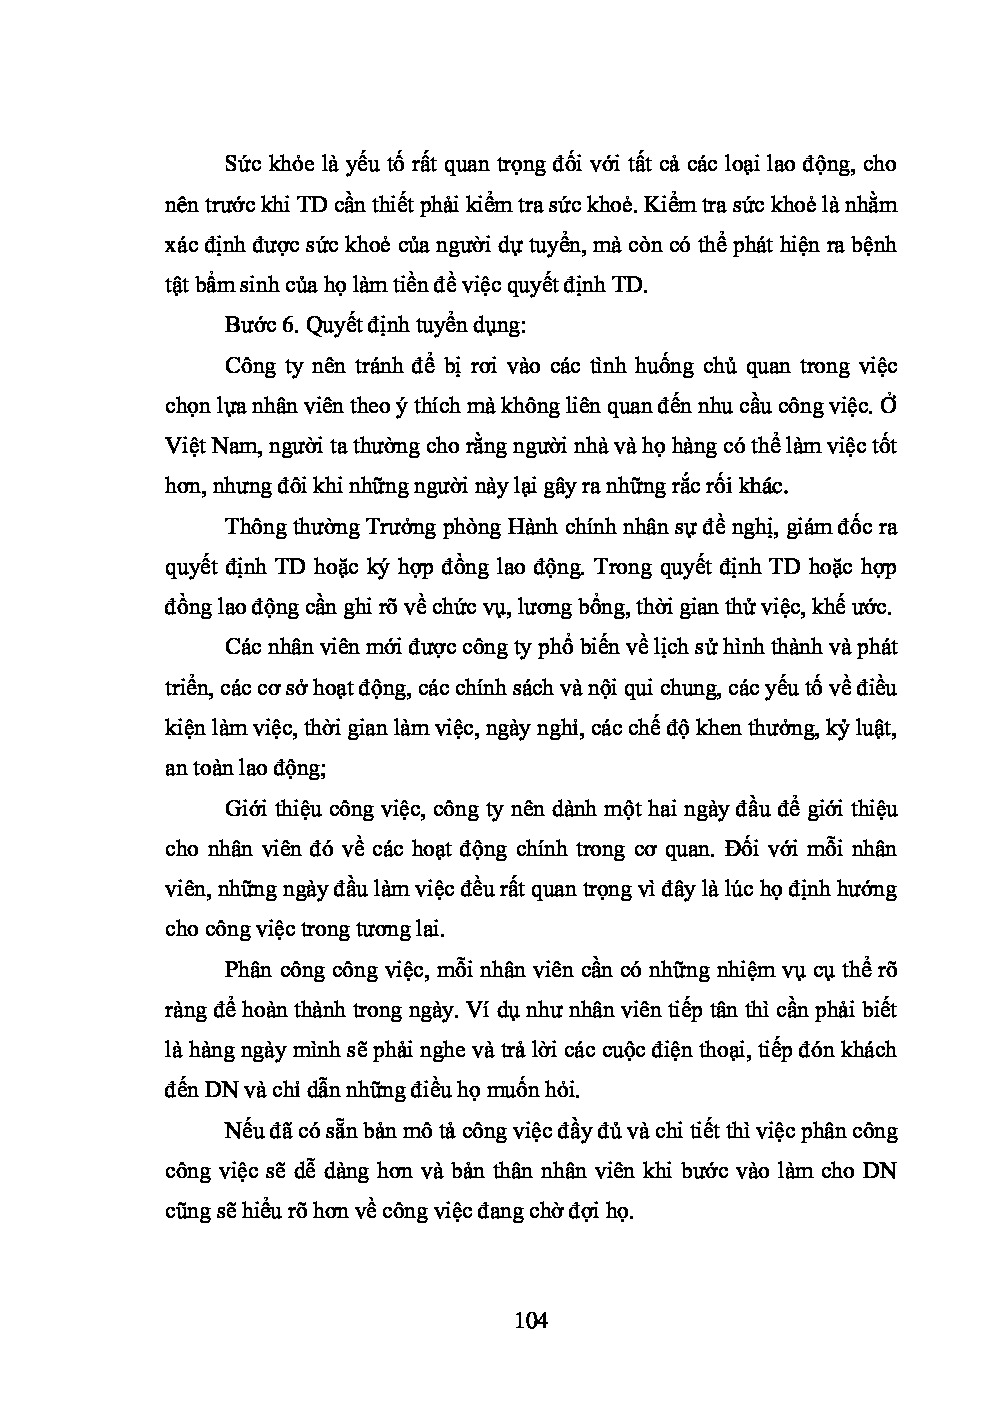 Sức khỏe là yếu tố rất quan trọng đối với tất cả các loại lao động, cho
nên trước khi TD cần thiết phải kiểm tra sức khoẻ. Kiểm tra sức khoẻ là nhằm
xác định được sức khoẻ của người dự tuyển, mà còn có thể phát hiện ra bệnh
tật bẩm sinh của họ làm tiền đề việc quyết định TD.
Bước 6. Quyết định tuyển dụng:
Công ty nên tránh để bị rơi vào các tình huống chủ quan trong việc
chọn lựa nhân viên theo ý thích mà không liên quan đến nhu cầu công việc. Ở
Việt Nam, người ta thường cho rằng người nhà và họ hàng có thể làm việc tốt
hơn, nhưng đôi khi những người này lại gây ra những rắc rối khác.
Thông thường Trưởng phòng Hành chính nhân sự đề nghị, giám đốc ra
quyết định TD hoặc ký hợp đồng lao động. Trong quyết định TD hoặc hợp
đồng lao động cần ghi rõ về chức vụ, lương bổng, thời gian thử việc, khế ước.
Các nhân viên mới được công ty phổ biến về lịch sử hình thành và phát
triển, các cơ sở hoạt động, các chính sách và nội qui chung, các yếu tố về điều
kiện làm việc, thời gian làm việc, ngày nghỉ, các chế độ khen thưởng, kỷ luật,
an toàn lao động;
Giới thiệu công việc, công ty nên dành một hai ngày đầu để giới thiệu
cho nhân viên đó về các hoạt động chính trong cơ quan. Đối với mỗi nhân
viên, những ngày đầu làm việc đều rất quan trọng vì đây là lúc họ định hướng
cho công việc trong tương lai.
Phân công công việc, mỗi nhân viên cần có những nhiệm vụ cụ thể rõ
ràng để hoàn thành trong ngày. Ví dụ như nhân viên tiếp tân thì cần phải biết
là hàng ngày mình sẽ phải nghe và trả lời các cuộc điện thoại, tiếp đón khách
đến DN và chỉ dẫn những điều họ muốn hỏi.
Nếu đã có sẵn bản mô tả công việc đầy đủ và chi tiết thì việc phân công
công việc sẽ dễ dàng hơn và bản thân nhân viên khi bước vào làm cho DN
cũng sẽ hiểu rõ hơn về công việc đang chờ đợi họ.
104